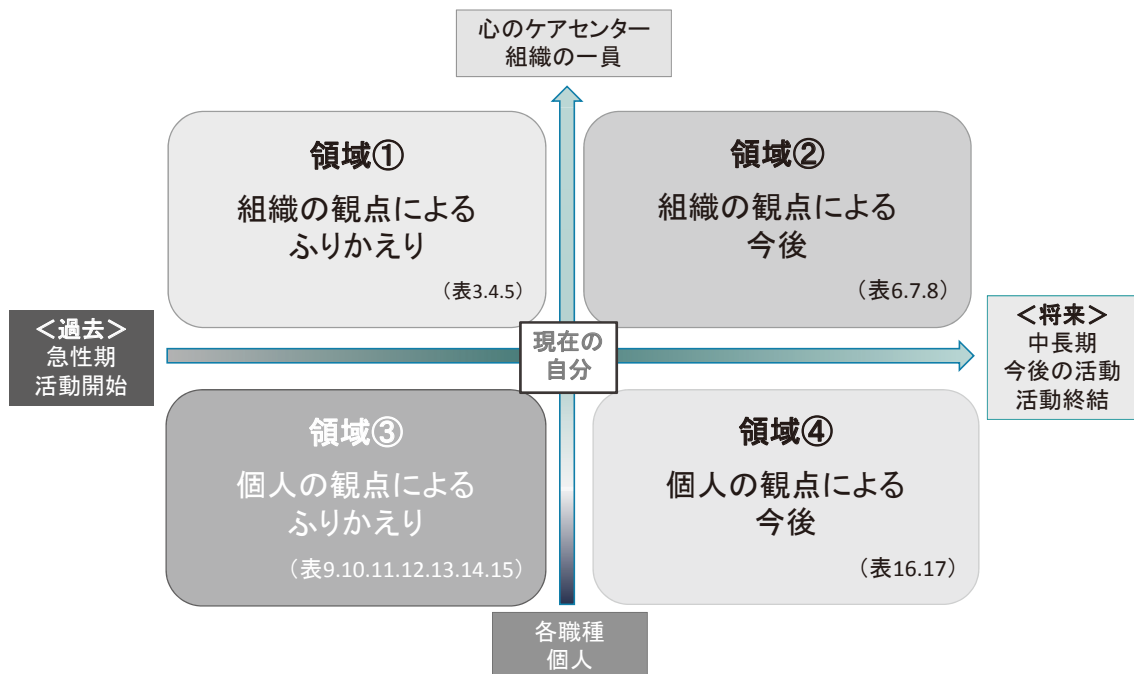 心のケアセンター
組織の一員
領域①
組織の観点による
ふりかえり
（表3.4.5）
領域②
組織の観点による
今後
（表6.7.8）
＜過去＞
急性期
活動開始
現在の
自分
＜将来＞
中長期
今後の活動
活動終結
領域③
個人の観点による
ふりかえり
（表9.10.11.12.13.14.15）
領域④
個人の観点による
今後
（表16.17）
各職種
個人